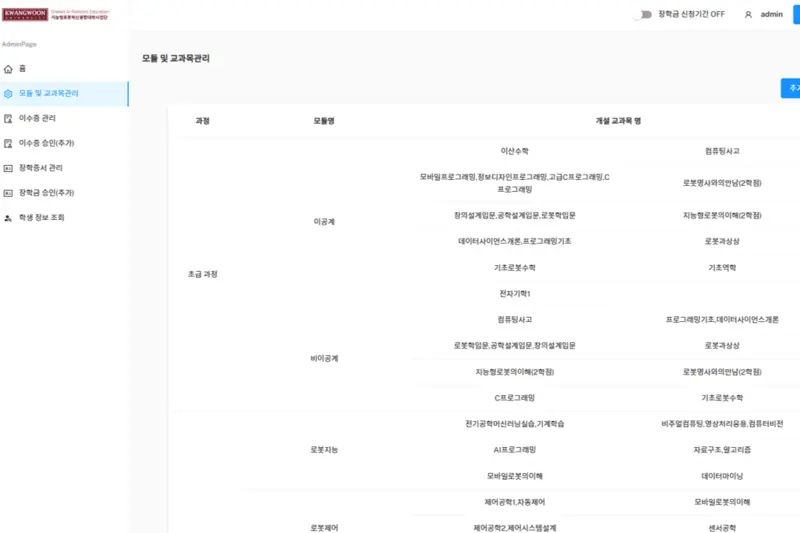 KWANGWOON
UNIVERSITY
지능형로봇혁신융합대학사업단
장학금 신청기간 OFF
admin
AdminPage
홈
모듈 및 교과목관리
모듈 및 교과목관리
이수증 관리
이수증 승인(추가)
장학증서 관리
장학금 승인(추가)
학생 정보 조회
과정 모듈명 개설 교과목 명
초급 과정
이공계
이산수학 컴퓨팅사고
모바일프로그래밍,정보디자인프로그래밍,고급C프로그래밍,C
프로그래밍 로봇명사와의만남(2학점)
창의설계입문,공학설계입문,로봇학입문 지능형로봇의이해(2학점)
데이터사이언스개론,프로그래밍기초 로봇과상상
기초로봇수학 기초역학
전자기학1
비이공계
컴퓨팅사고 프로그래밍기초,데이터사이언스개론
로봇학입문,공학설계입문,창의설계입문 로봇과상상
지능형로봇의이해(2학점) 로봇명사와의만남(2학점)
C프로그래밍 기초로봇수학
로봇지능
전기공학머신러닝실습,기계학습 비주얼컴퓨팅,영상처리응용,컴퓨터비전
AI프로그래밍 자료구조,알고리즘
모바일로봇의이해 데이터마이닝
로봇제어
제어공학1,자동제어 모바일로봇의이해
제어공학2,제어시스템설계 센서공학